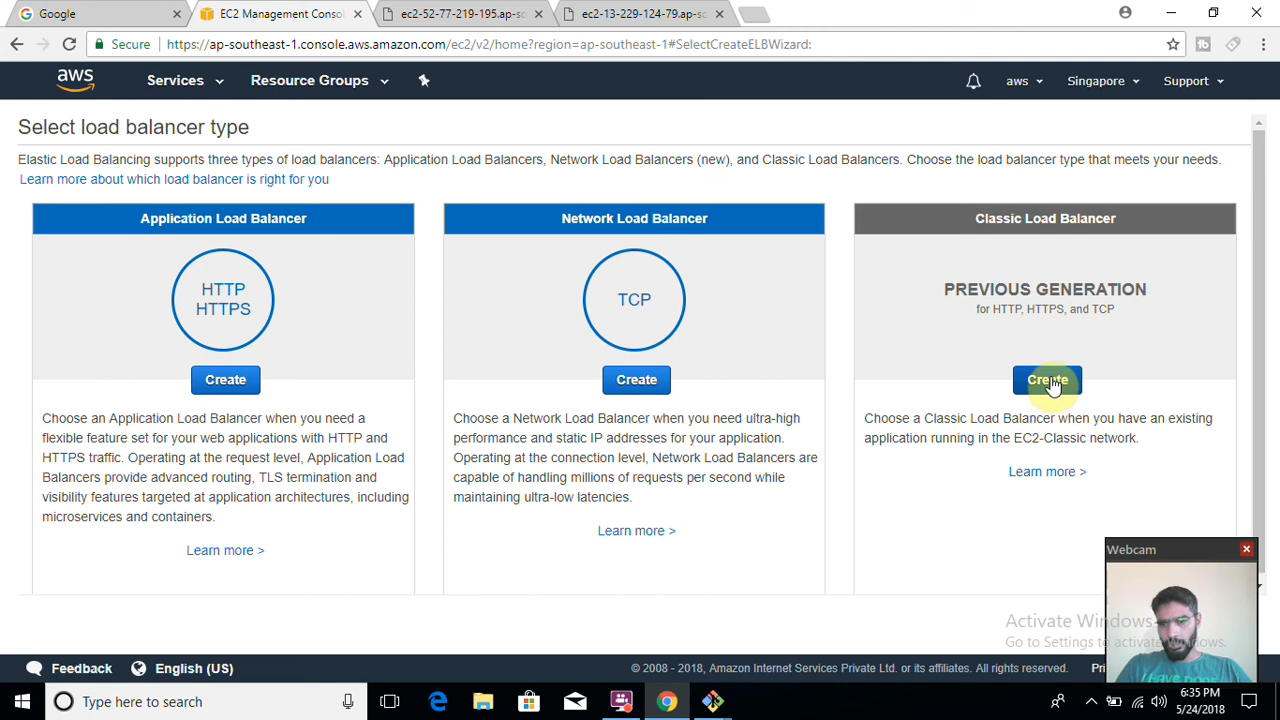 Google
EC2 Management Conso
ec2-52-77-219-195.ap-sc
ec2-13-229-124-79.ap-sc
Secure
https://ap-southeast-1.console.aws.amazon.com/ec2/v2/home?region=ap-southeast-1#SelectCreateELBWizard:
aws
Services
Resource Groups
aws
Singapore
Support
Select load balancer type
Elastic Load Balancing supports three types of load balancers: Application Load Balancers, Network Load Balancers (new), and Classic Load Balancers. Choose the load balancer type that meets your needs.
Learn more about which load balancer is right for you
Application Load Balancer
HTTP
HTTPS
Create
Choose an Application Load Balancer when you need a
flexible feature set for your web applications with HTTP and
HTTPS traffic. Operating at the request level, Application Load
Balancers provide advanced routing, TLS termination and
visibility features targeted at application architectures, including
microservices and containers.
Learn more >
Network Load Balancer
TCP
Create
Choose a Network Load Balancer when you need ultra-high
performance and static IP addresses for your application.
Operating at the connection level, Network Load Balancers are
capable of handling millions of requests per second while
maintaining ultra-low latencies.
Learn more >
Classic Load Balancer
PREVIOUS GENERATION
for HTTP, HTTPS, and TCP
Create
Choose a Classic Load Balancer when you have an existing
application running in the EC2-Classic network.
Learn more >
Webcam
Activate Windows
Go to Settings to activate Windows.
Feedback
English (US)
© 2008 - 2018, Amazon Internet Services Private Ltd. or its affiliates. All rights reserved.
Pri
Type here to search
6:35 PM
5/24/2018